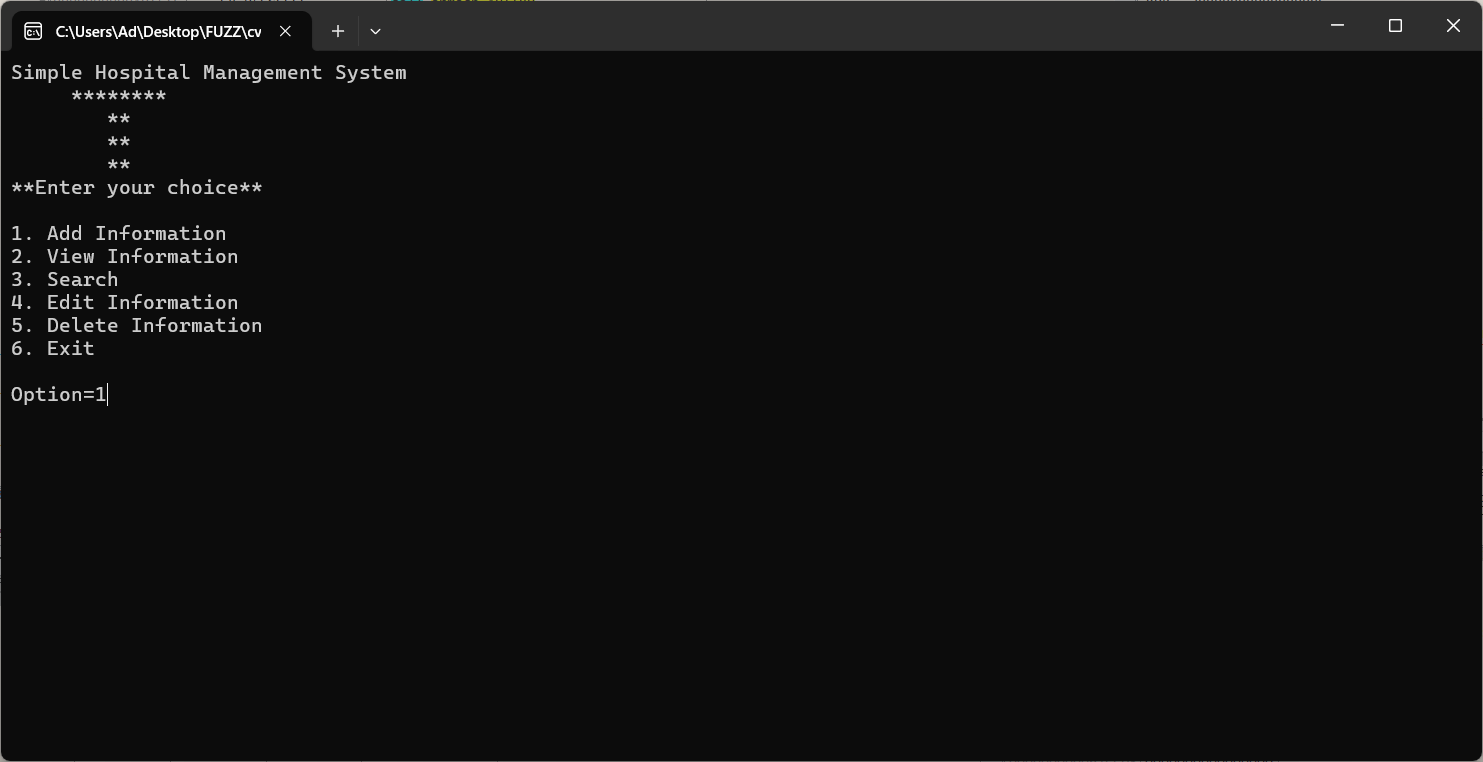 C:\Users\Ad\Desktop\FUZZ\cv
Simple Hospital Management System
********
**
**
**
**Enter your choice**
1. Add Information
2. View Information
3. Search
4. Edit Information
5. Delete Information
6. Exit
Option=1